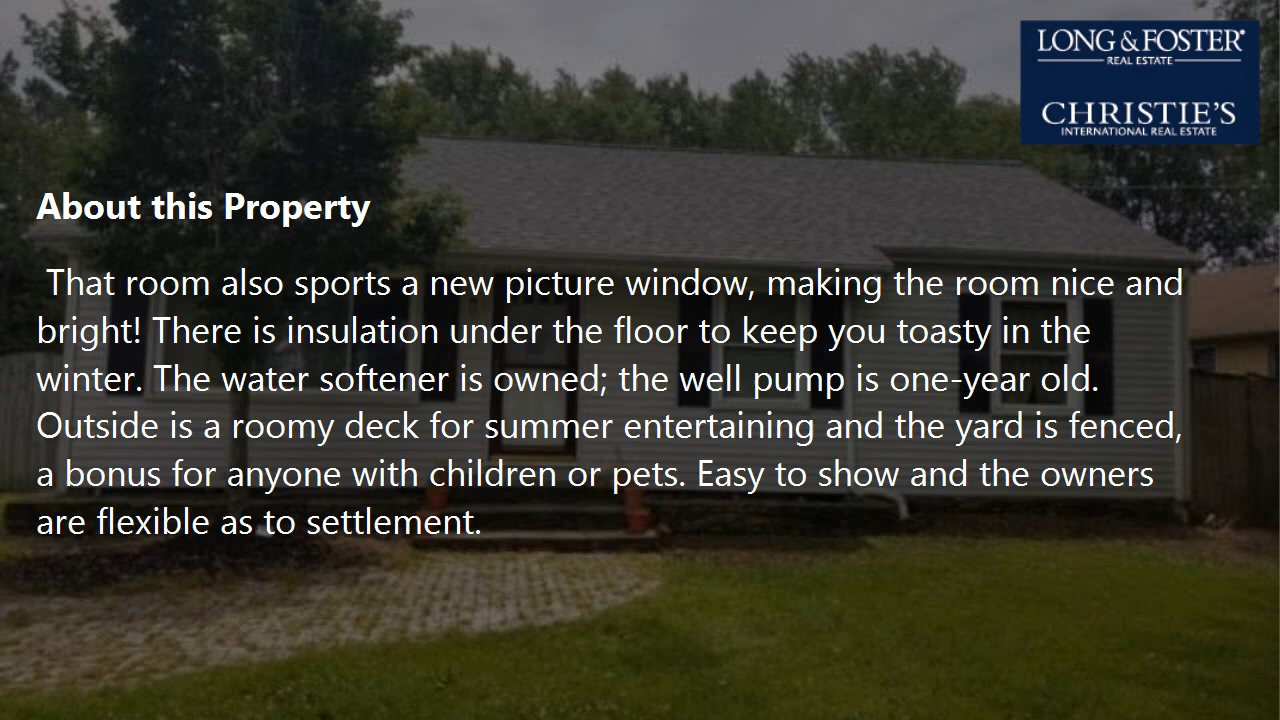 LONG & FOSTER®
REAL ESTATE
CHRISTIE'S
INTERNATIONAL REAL ESTATE
About this Property
That room also sports a new picture window, making the room nice and
bright! There is insulation under the floor to keep you toasty in the
winter. The water softener is owned; the well pump is one-year old.
Outside is a roomy deck for summer entertaining and the yard is fenced,
a bonus for anyone with children or pets. Easy to show and the owners
are flexible as to settlement.